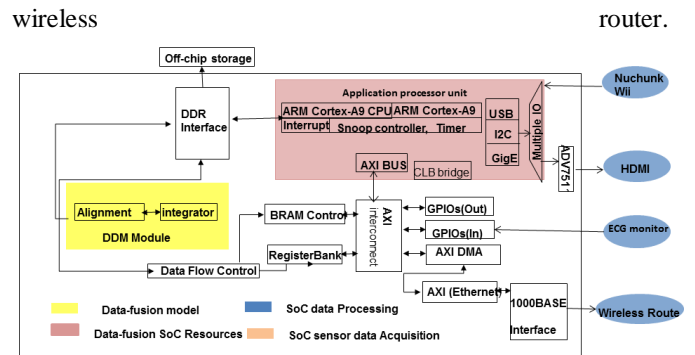 wireless router.
Off-chip storage
Nuchunk
Wii
Application processor unit
DDR
Interface
ARM Cortex-A9 CPU
ARM Cortex-A9
Interrupt
Snoop controller, Timer
USB
I2C
GigE
Multiple IO
ADV751
HDMI
AXI BUS
CLB bridge
Alignment
integrator
DDM Module
BRAM Control
AXI
interconnect
GPIOs(Out)
GPIOs(In)
ECG monitor
RegisterBank
AXI DMA
Data Flow Control
AXI (Ethernet)
1000BASE
Interface
Wireless Route
Data-fusion model
SoC data Processing
Data-fusion SoC Resources
SoC sensor data Acquisition